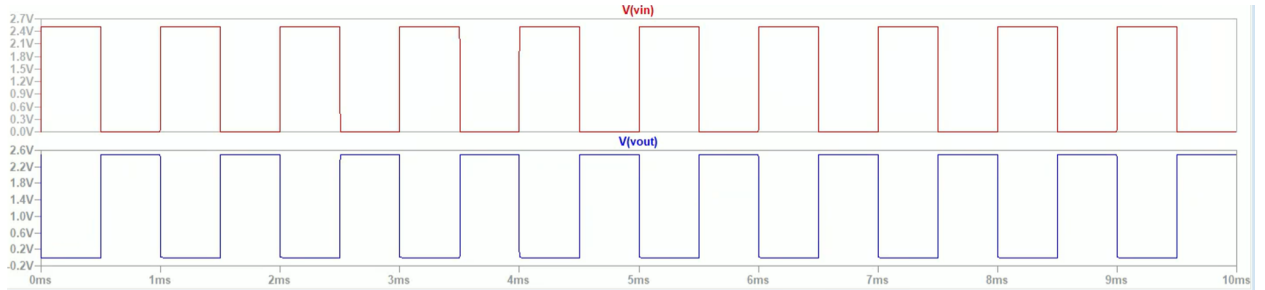 V(vin)
2.7V
2.4V
2.1V
1.8V
1.5V
1.2V
0.9V
0.6V
0.3V
0.0V
V(vout)
2.6V
2.2V
1.8V
1.4V
1.0V
0.6V
0.2V
-0.2V
0ms 1ms 2ms 3ms 4ms 5ms 6ms 7ms 8ms 9ms 10ms